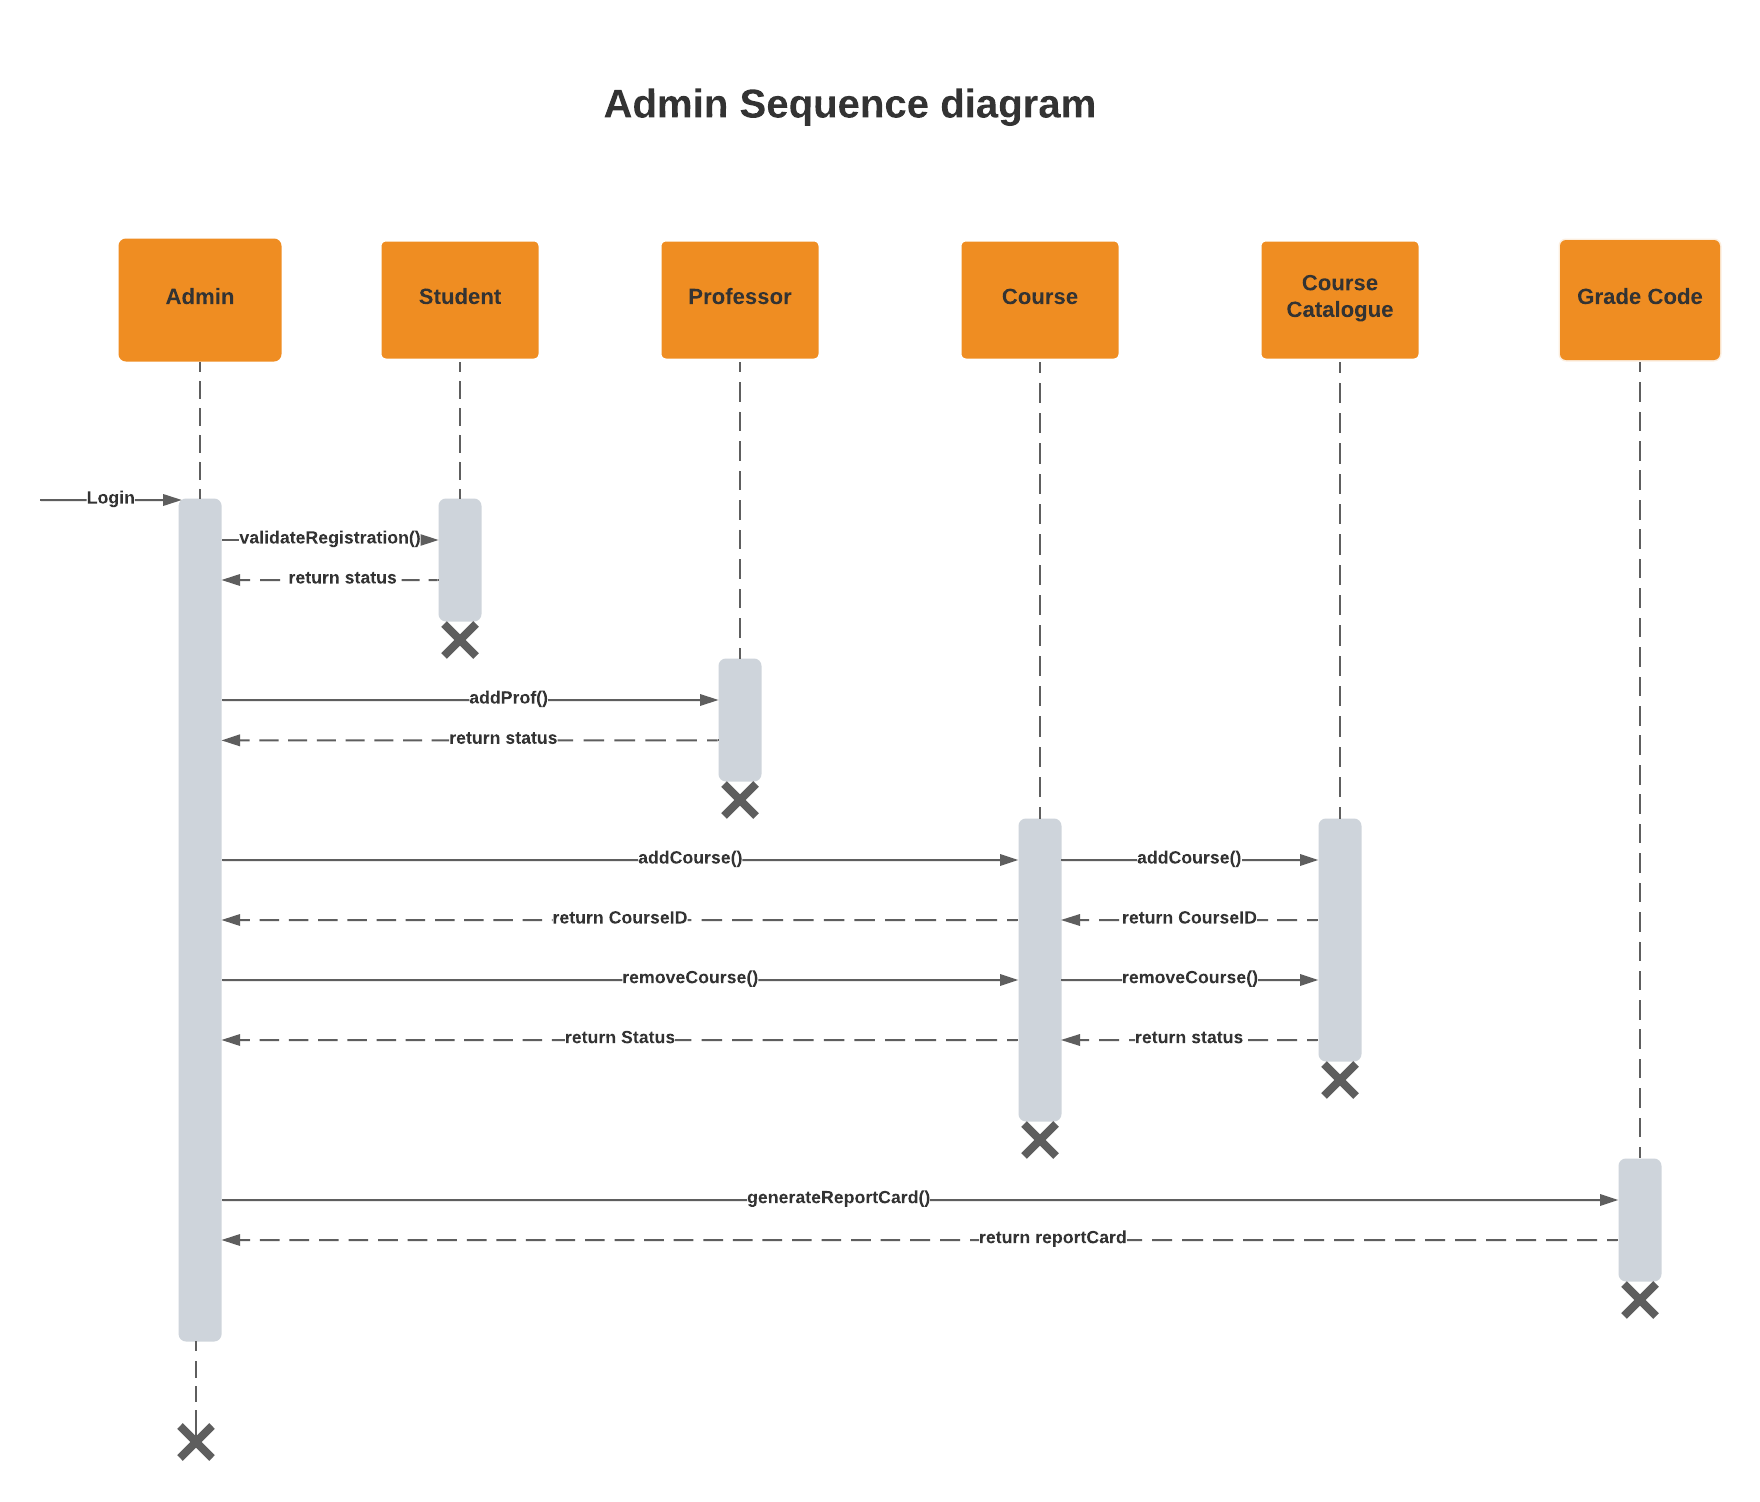 Admin Sequence diagram
Admin
Student
Professor
Course
Course
Catalogue
Grade Code
Login
validateRegistration()
return status
addProf()
return status
addCourse()
addCourse()
return CourseID
return CourseID
removeCourse()
removeCourse()
return Status
return status
generateReportCard()
return reportCard